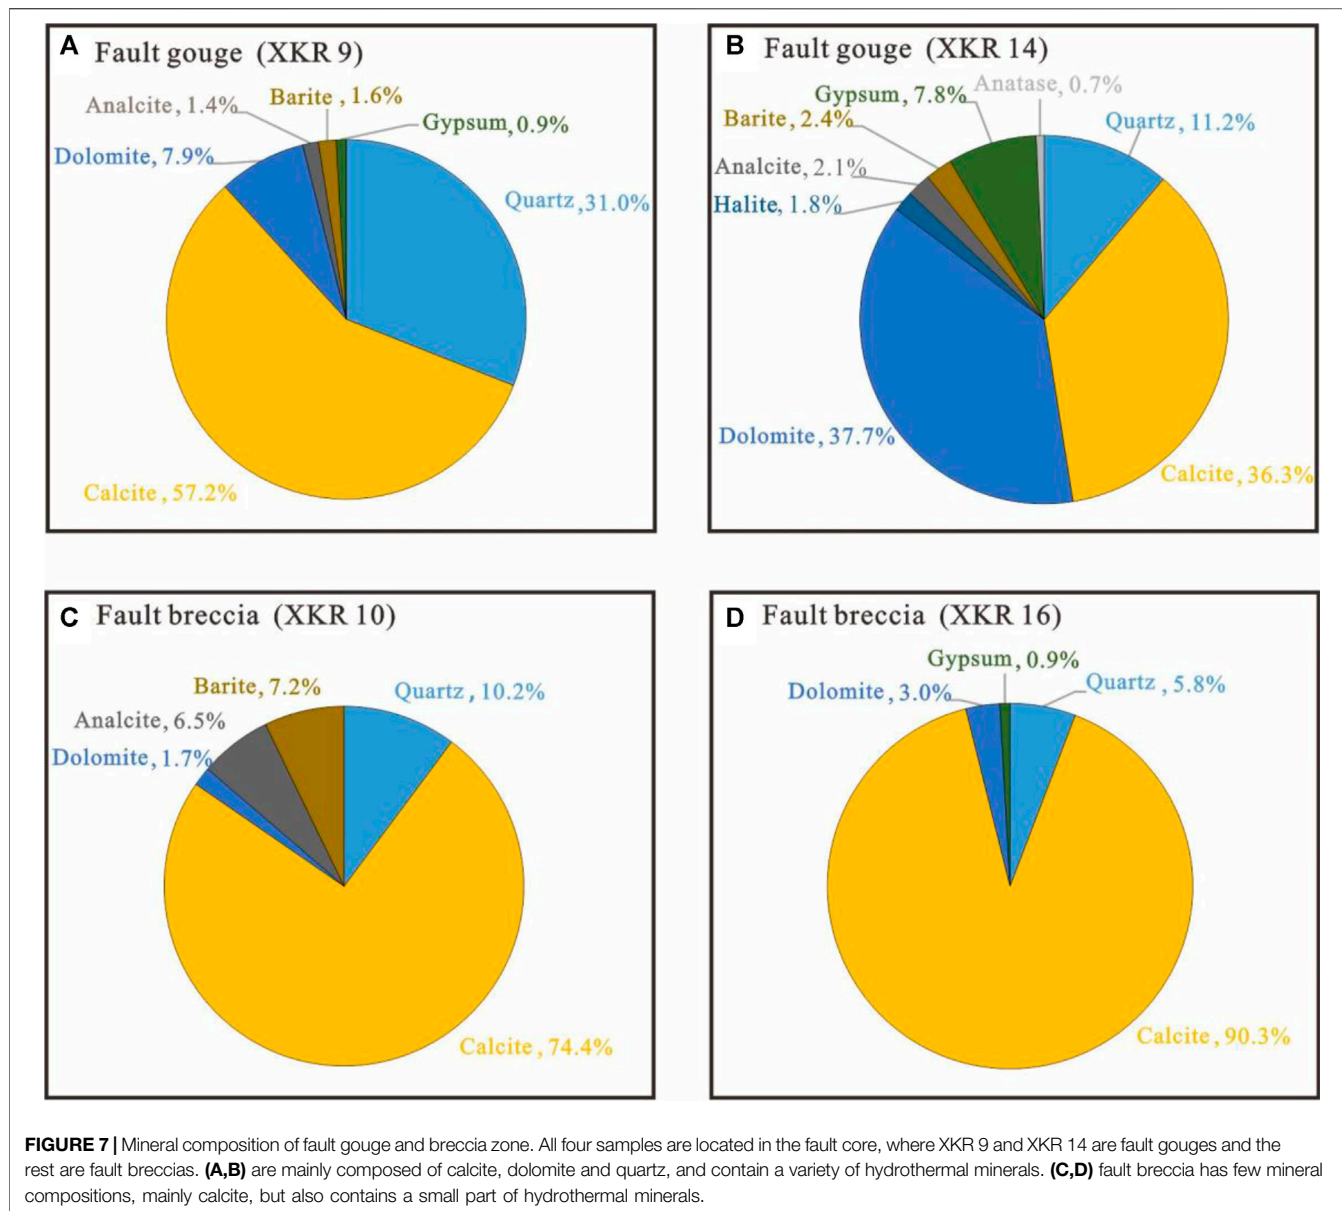 A Fault gouge (XKR 9)
Analcite, 1.4%
Barite , 1.6%
Gypsum, 0.9%
Dolomite, 7.9%
Quartz ,31.0%
Calcite , 57.2%
B Fault gouge (XKR 14)
Anatase, 0.7%
Gypsum, 7.8%
Barite, 2.4%
Quartz , 11.2%
Analcite, 2.1%
Halite, 1.8%
Dolomite , 37.7%
Calcite , 36.3%
C Fault breccia (XKR 10)
Barite, 7.2%
Quartz , 10.2%
Analcite, 6.5%
Dolomite, 1.7%
Calcite , 74.4%
D Fault breccia (XKR 16)
Gypsum , 0.9%
Dolomite , 3.0%
Quartz , 5.8%
Calcite , 90.3%
FIGURE 7 | Mineral composition of fault gouge and breccia zone. All four samples are located in the fault core, where XKR 9 and XKR 14 are fault gouges and the
rest are fault breccias. (A,B) are mainly composed of calcite, dolomite and quartz, and contain a variety of hydrothermal minerals. (C,D) fault breccia has few mineral
compositions, mainly calcite, but also contains a small part of hydrothermal minerals.